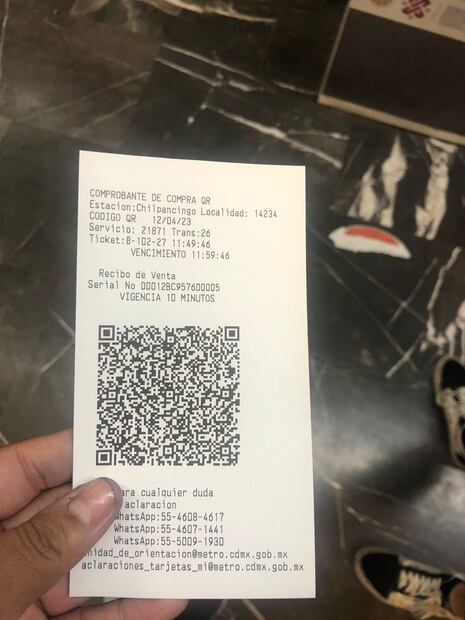 COMPROBANTE DE COMPRA QR
Estacion:Chilpancingo Localidad: 14234
CODIGO QR 12/04/23
Servicio: 21871 Trans:26
Ticket:8-102-27 11:49:46
VENCIMIENTO 11:59:46
Recibo de Venta
Serial No 00012BC957600005
VIGENCIA 10 MINUTOS
para cualquier duda
aclaracion
WhatsApp:55-4608-4617
WhatsApp:55-4607-1441
WhatsApp:55-5009-1930
unidad_de_orientacion@metro.cdmx.gob.mx
aclaraciones_tarjetas_mi@metro.cdmx.gob.mx